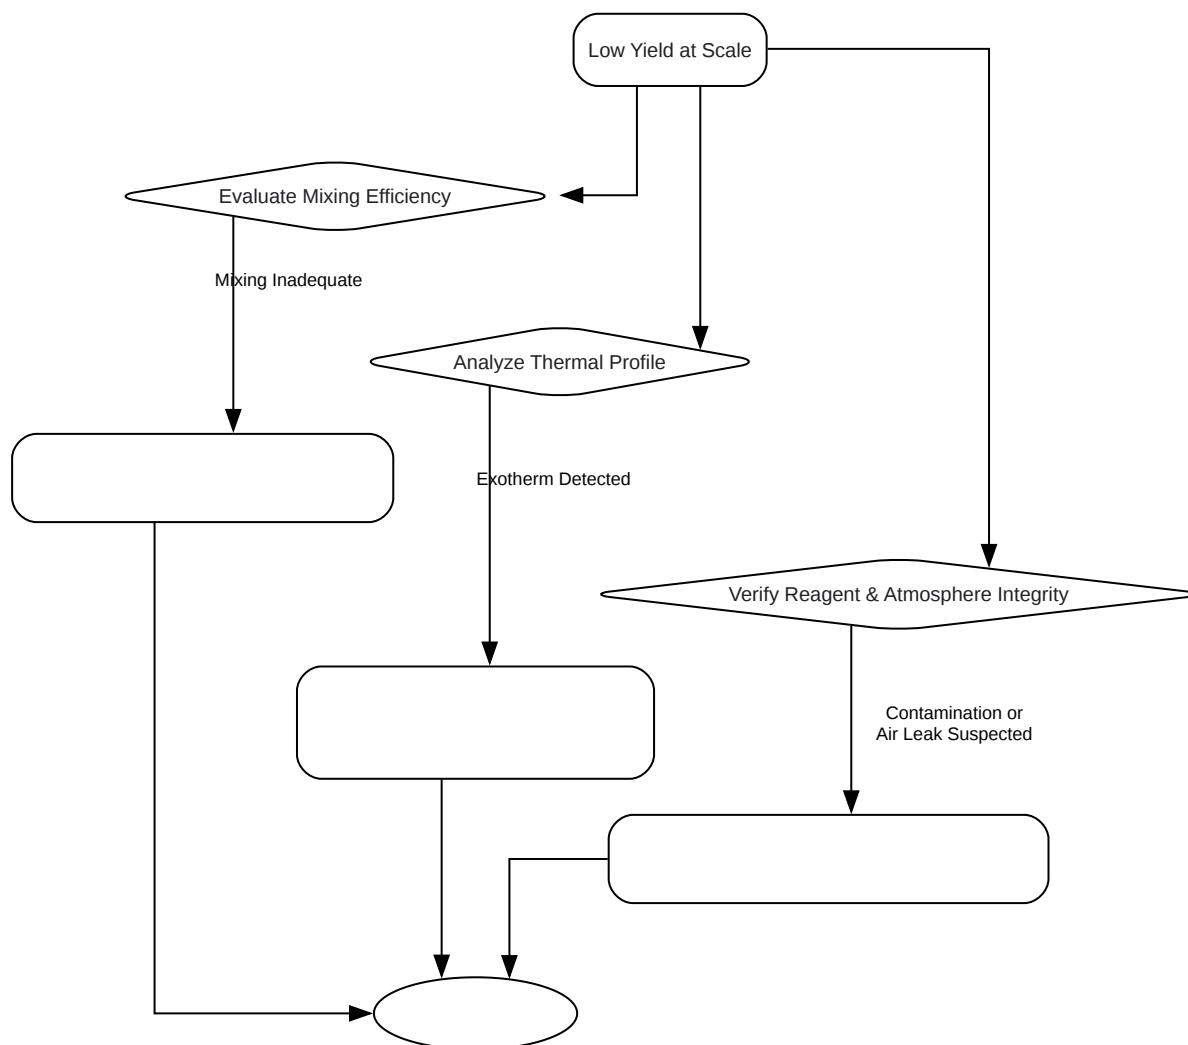 Low Yield at Scale
Evaluate Mixing Efficiency
Mixing Inadequate
Analyze Thermal Profile
Exotherm Detected
Verify Reagent & Atmosphere Integrity
Contamination or
Air Leak Suspected